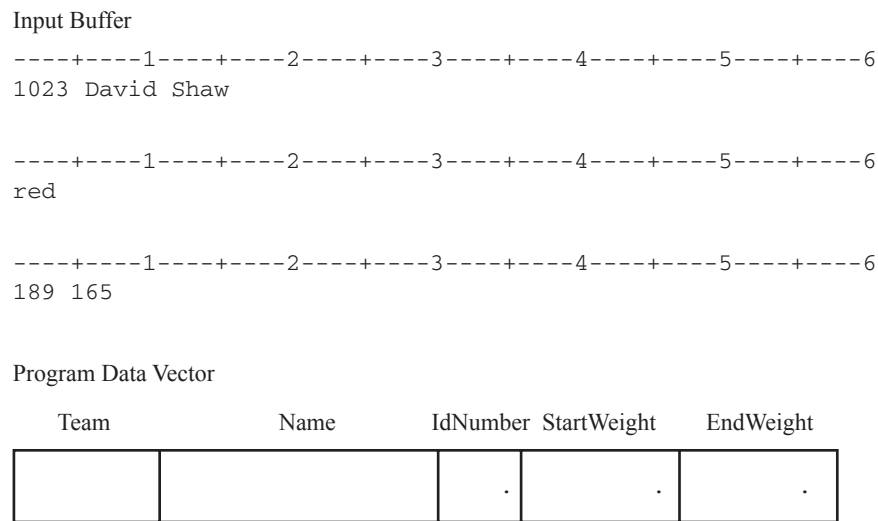 Input Buffer
----+----1----+----2----+----3----+----4----+----5----+----6
1023 David Shaw
----+----1----+----2----+----3----+----4----+----5----+----6
red
----+----1----+----2----+----3----+----4----+----5----+----6
189 165
Program Data Vector
Team Name IdNumber StartWeight EndWeight
. . .